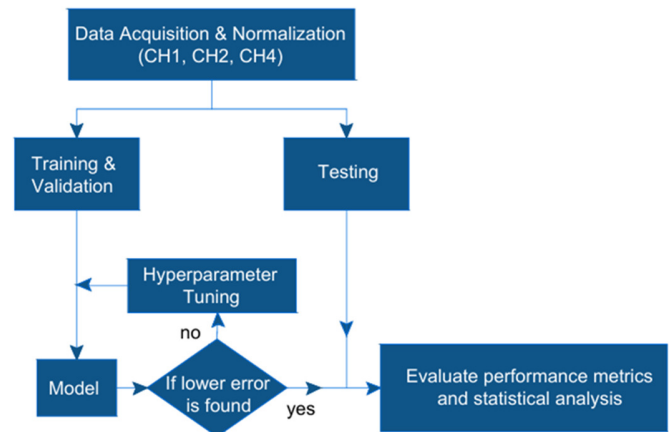 Data Acquisition & Normalization
(CH1, CH2, CH4)
Training &
Validation
Testing
Hyperparameter
Tuning
no
Model
If lower error
is found
yes
Evaluate performance metrics
and statistical analysis